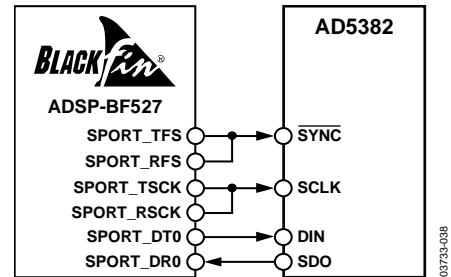 AD5382
BLACKfin®
ADSP-BF527
SPORT_TFS SYNC
SPORT_RFS
SPORT_TSCK SCLK
SPORT_RSCK
SPORT_DT0 DIN
SPORT_DR0 SDO
03733-038